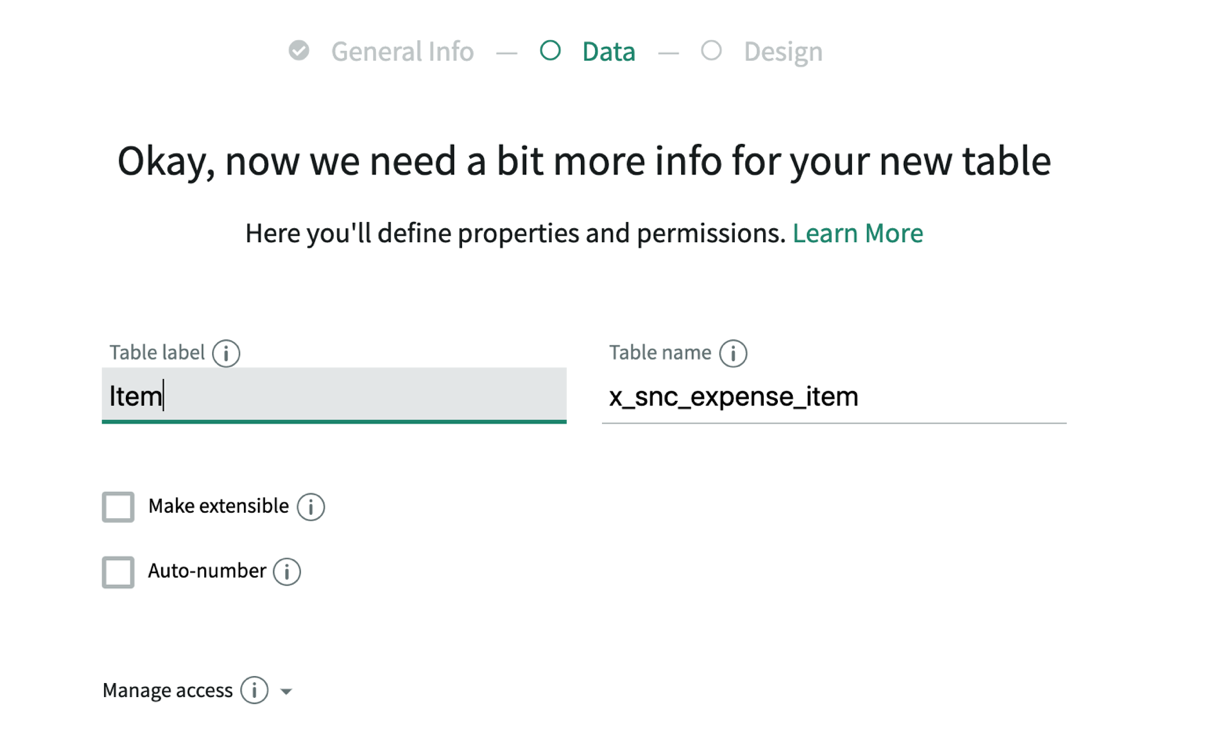 General Info — Data — Design
Okay, now we need a bit more info for your new table
Here you'll define properties and permissions. Learn More
Table label Table name
Item x_snc_expense_item
Make extensible
Auto-number
Manage access